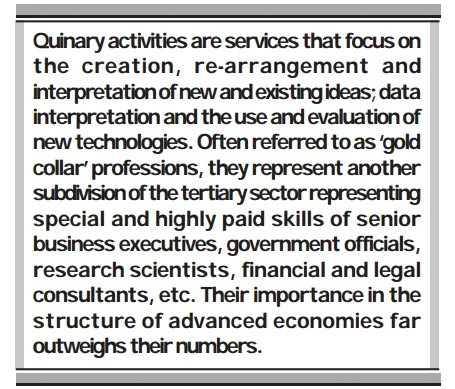 Quinary activities are services that focus on
the creation, re-arrangement and
interpretation of new and existing ideas; data
interpretation and the use and evaluation of
new technologies. Often referred to as ‘gold
collar’ professions, they represent another
subdivision of the tertiary sector representing
special and highly paid skills of senior
business executives, government officials,
research scientists, financial and legal
consultants, etc. Their importance in the
structure of advanced economies far
outweighs their numbers.